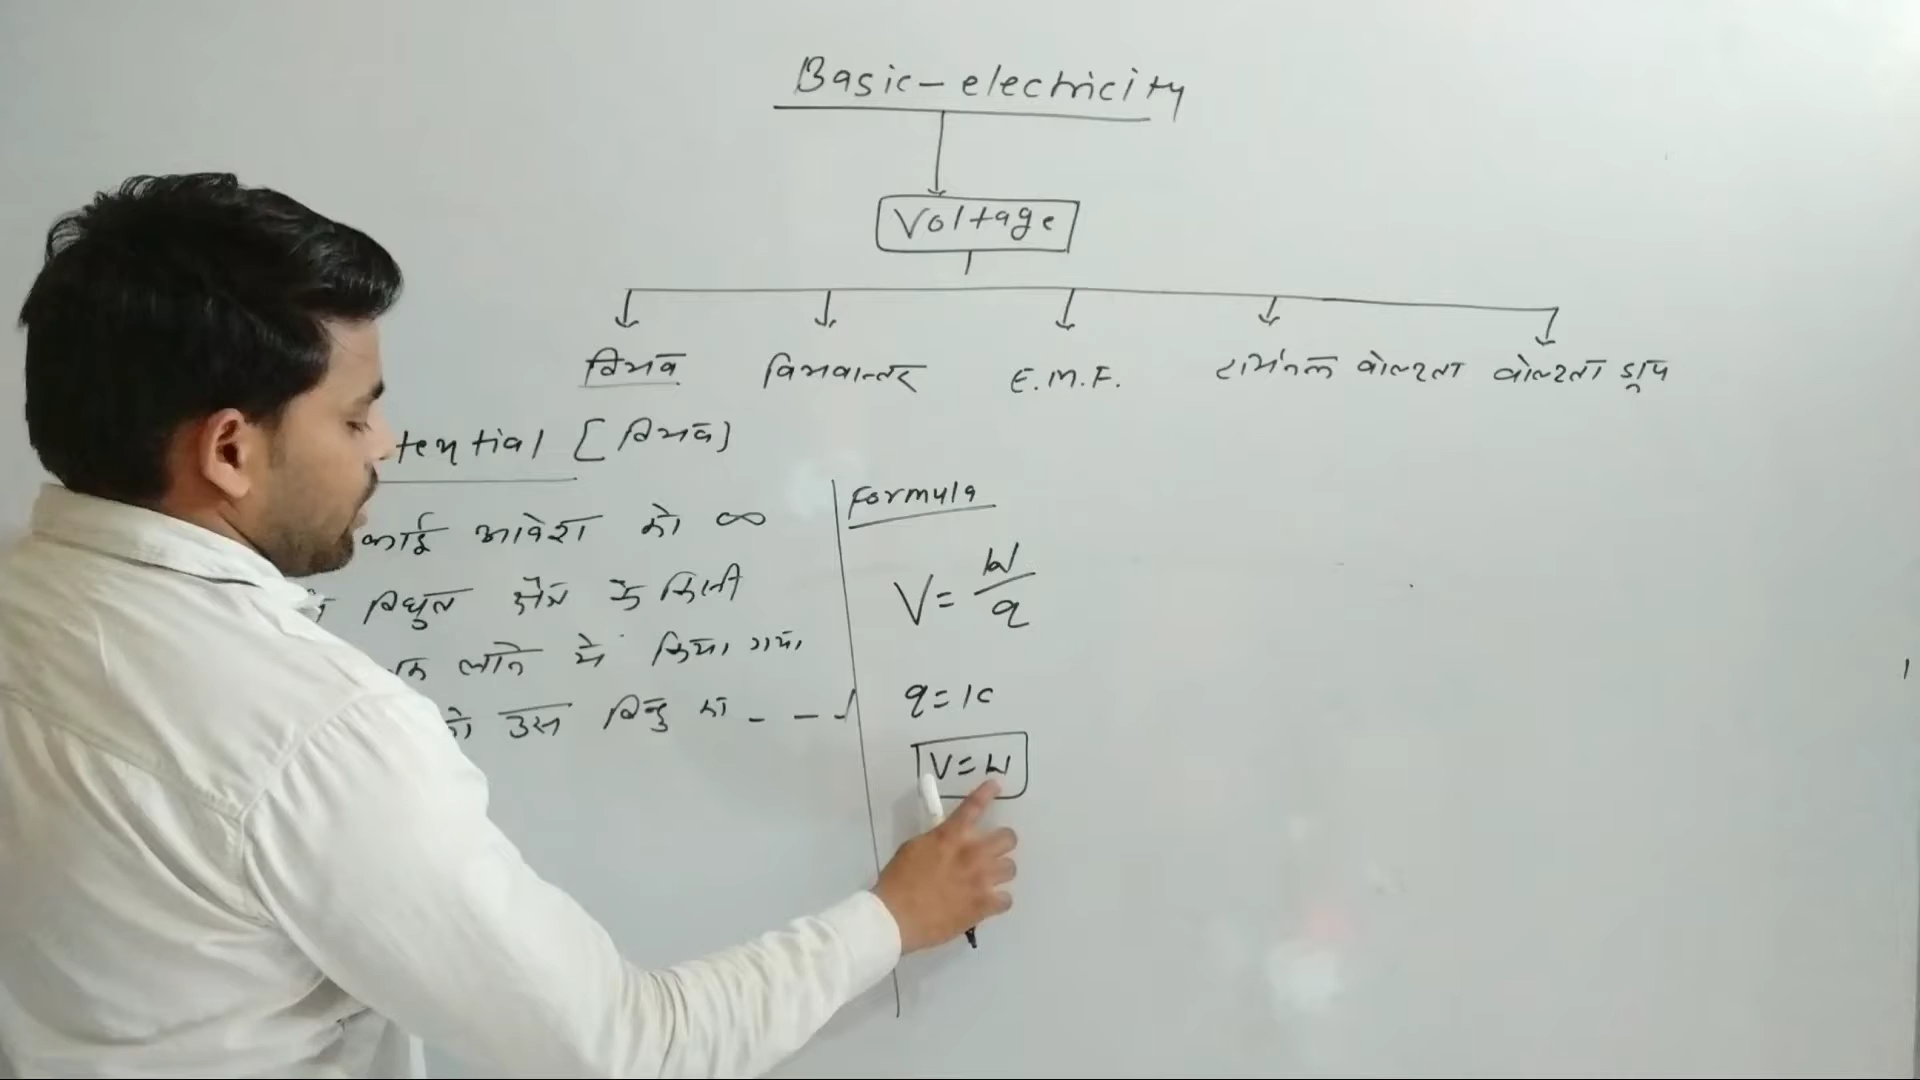 Basic-electricity
Voltage
विभव विभवान्तर E.M.F. टर्मिनल वोल्टता वोल्टता ड्राप
tential [विभव]
काई आवेश को ∞
विधुत क्षेत्र के किसी
लाने में किया गया
को उस बिन्दु का - - -
Formula
V = W/q
q = 1c
V = W